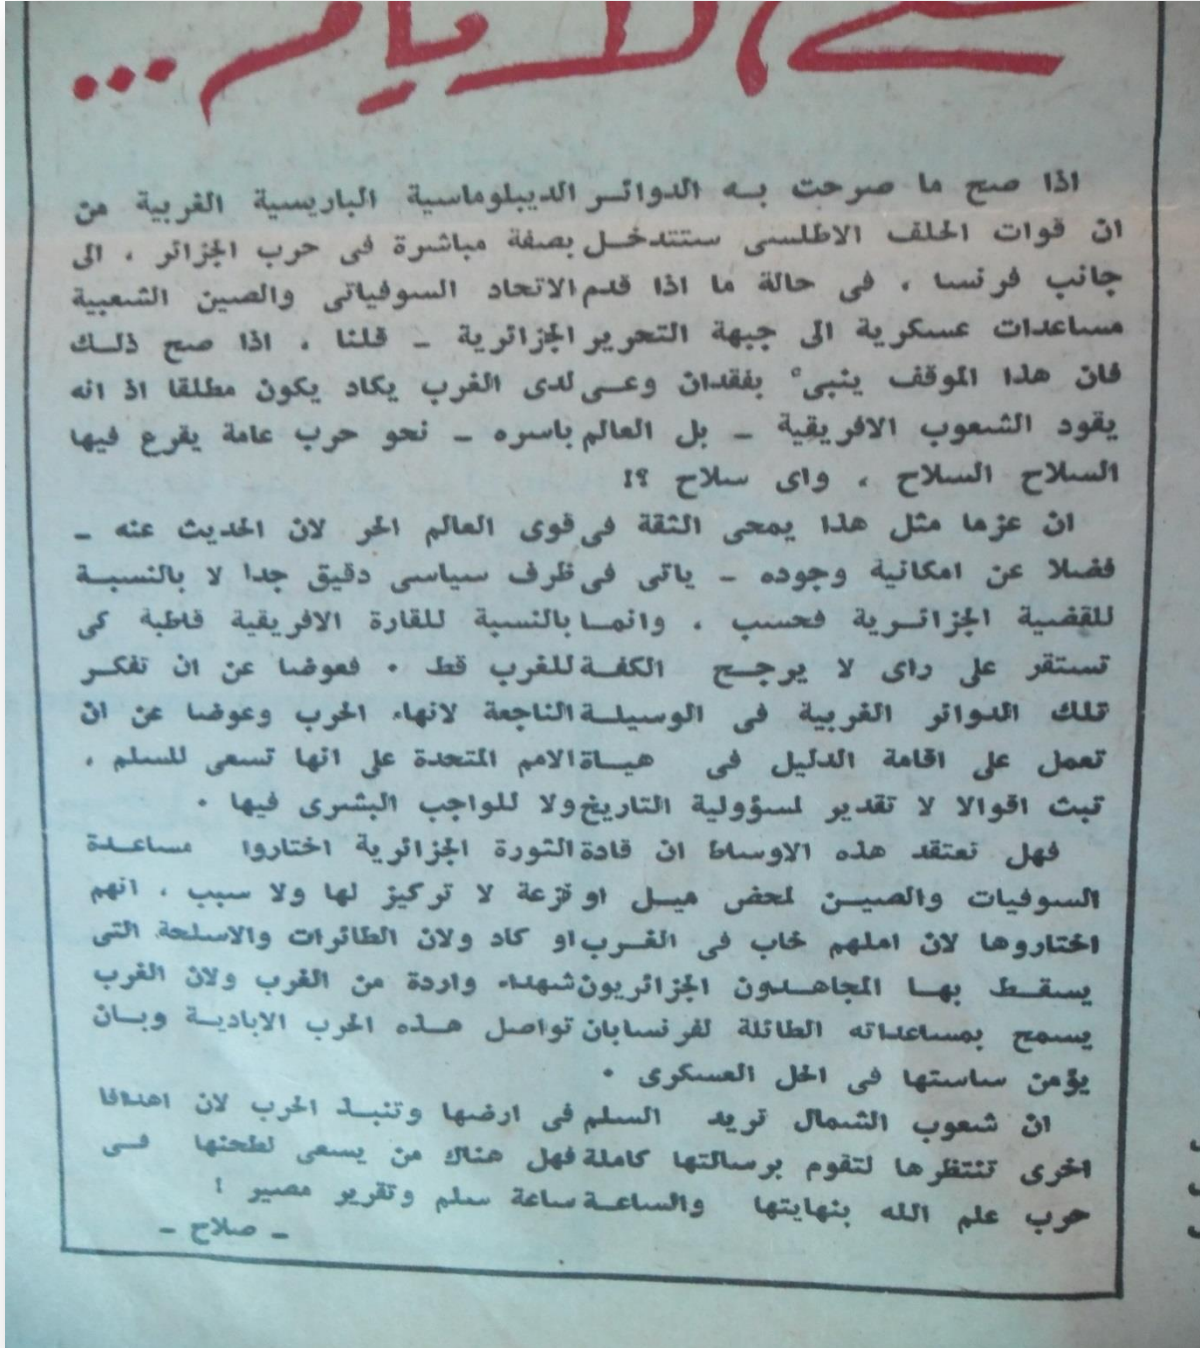 الايام ...
اذا صح ما صرحت به الدوائر الديبلوماسية الباريسية الغربية من
ان قوات الحلف الاطلسى ستتدخل بصفة مباشرة فى حرب الجزائر ، الى
جانب فرنسا ، فى حالة ما اذا قدم الاتحاد السوفياتى والصين الشعبية
مساعدات عسكرية الى جبهة التحرير الجزائرية ـ قلنا ، اذا صح ذلك
فان هذا الموقف ينبىء بفقدان وعى لدى الغرب يكاد يكون مطلقا اذ انه
يقود الشعوب الافريقية ـ بل العالم باسره ـ نحو حرب عامة يقرع فيها
السلاح السلاح ، واى سلاح ؟!
ان عزما مثل هذا يمحى الثقة فى قوى العالم الحر لان الحديث عنه ـ
فضلا عن امكانية وجوده ـ ياتى فى ظرف سياسى دقيق جدا لا بالنسبة
للقضية الجزائرية فحسب ، وانما بالنسبة للقارة الافريقية قاطبة كى
تستقر على راى لا يرجح الكفة للغرب قط . فعوضا عن ان تفكر
تلك الدوائر الغربية فى الوسيلة الناجعة لانهاء الحرب وعوضا عن ان
تعمل على اقامة الدليل فى هياة الامم المتحدة على انها تسعى للسلم ،
تبث اقوالا لا تقدير لمسؤولية التاريخ ولا للواجب البشرى فيها .
فهل تعتقد هذه الاوساط ان قادة الثورة الجزائرية اختاروا مساعدة
السوفيات والصين لمحض ميل او نزعة لا تركيز لها ولا سبب ، انهم
اختاروها لان املهم خاب فى الغرب او كاد ولان الطائرات والاسلحة التى
يسقط بها المجاهدون الجزائريون شهداء واردة من الغرب ولان الغرب
يسمح بمساعداته الطائلة لفرنسا بان تواصل هذه الحرب الابادية وبان
يؤمن ساستها فى الحل العسكرى .
ان شعوب الشمال تريد السلم فى ارضها وتنبذ الحرب لان اهدافا
اخرى تنتظرها لتقوم برسالتها كاملة فهل هناك من يسعى لطحنها فى
حرب علم الله بنهايتها والساعة ساعة سلم وتقرير مصير !
ـ صلاح ـ